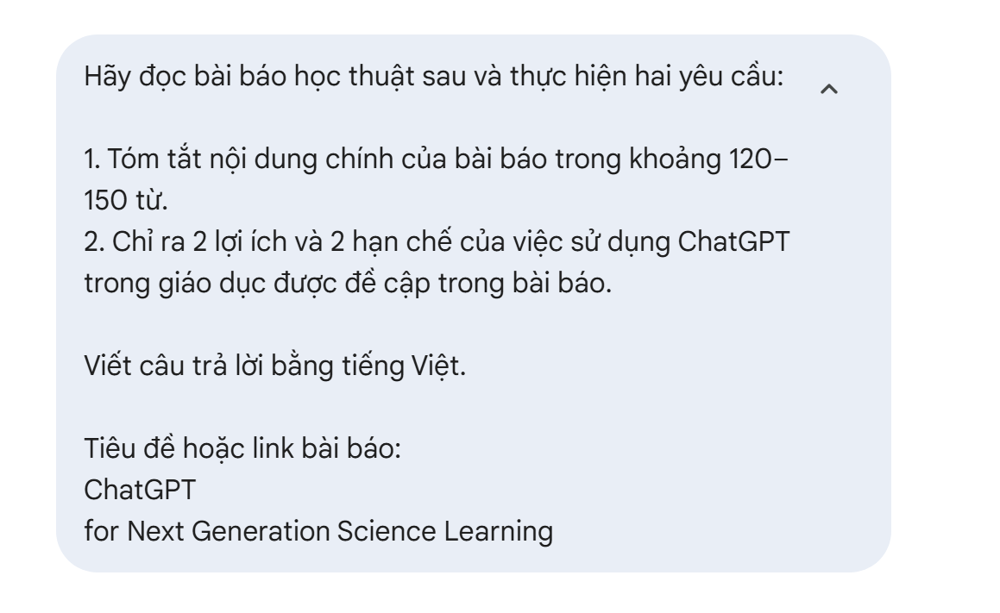 Hãy đọc bài báo học thuật sau và thực hiện hai yêu cầu:
1. Tóm tắt nội dung chính của bài báo trong khoảng 120–
150 từ.
2. Chỉ ra 2 lợi ích và 2 hạn chế của việc sử dụng ChatGPT
trong giáo dục được đề cập trong bài báo.
Viết câu trả lời bằng tiếng Việt.
Tiêu đề hoặc link bài báo:
ChatGPT
for Next Generation Science Learning